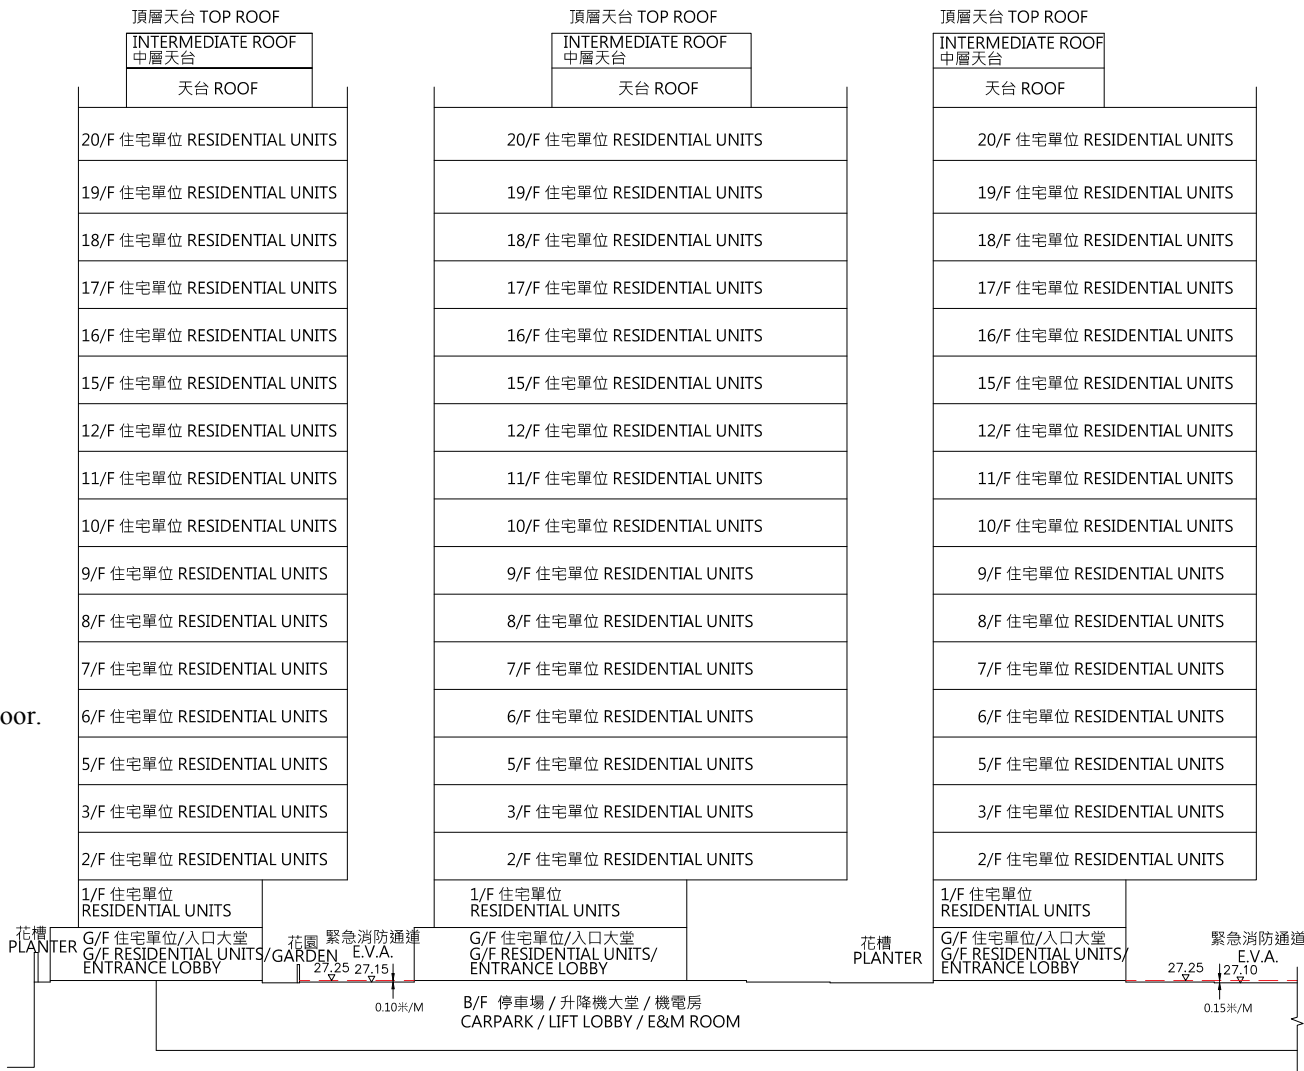 頂層天台 TOP ROOF
INTERMEDIATE ROOF
中層天台
天台 ROOF
20/F 住宅單位 RESIDENTIAL UNITS
19/F 住宅單位 RESIDENTIAL UNITS
18/F 住宅單位 RESIDENTIAL UNITS
17/F 住宅單位 RESIDENTIAL UNITS
16/F 住宅單位 RESIDENTIAL UNITS
15/F 住宅單位 RESIDENTIAL UNITS
12/F 住宅單位 RESIDENTIAL UNITS
11/F 住宅單位 RESIDENTIAL UNITS
10/F 住宅單位 RESIDENTIAL UNITS
9/F 住宅單位 RESIDENTIAL UNITS
8/F 住宅單位 RESIDENTIAL UNITS
7/F 住宅單位 RESIDENTIAL UNITS
oor.
6/F 住宅單位 RESIDENTIAL UNITS
5/F 住宅單位 RESIDENTIAL UNITS
3/F 住宅單位 RESIDENTIAL UNITS
2/F 住宅單位 RESIDENTIAL UNITS
1/F 住宅單位
RESIDENTIAL UNITS
花槽
PLANTER
G/F 住宅單位/入口大堂
G/F RESIDENTIAL UNITS/
ENTRANCE LOBBY
花園
GARDEN
緊急消防通道
E.V.A.
27.25
27.15
0.10米/M
頂層天台 TOP ROOF
INTERMEDIATE ROOF
中層天台
天台 ROOF
20/F 住宅單位 RESIDENTIAL UNITS
19/F 住宅單位 RESIDENTIAL UNITS
18/F 住宅單位 RESIDENTIAL UNITS
17/F 住宅單位 RESIDENTIAL UNITS
16/F 住宅單位 RESIDENTIAL UNITS
15/F 住宅單位 RESIDENTIAL UNITS
12/F 住宅單位 RESIDENTIAL UNITS
11/F 住宅單位 RESIDENTIAL UNITS
10/F 住宅單位 RESIDENTIAL UNITS
9/F 住宅單位 RESIDENTIAL UNITS
8/F 住宅單位 RESIDENTIAL UNITS
7/F 住宅單位 RESIDENTIAL UNITS
6/F 住宅單位 RESIDENTIAL UNITS
5/F 住宅單位 RESIDENTIAL UNITS
3/F 住宅單位 RESIDENTIAL UNITS
2/F 住宅單位 RESIDENTIAL UNITS
1/F 住宅單位
RESIDENTIAL UNITS
G/F 住宅單位/入口大堂
G/F RESIDENTIAL UNITS/
ENTRANCE LOBBY
B/F 停車場 / 升降機大堂 / 機電房
CARPARK / LIFT LOBBY / E&M ROOM
花槽
PLANTER
頂層天台 TOP ROOF
INTERMEDIATE ROOF
中層天台
天台 ROOF
20/F 住宅單位 RESIDENTIAL UNITS
19/F 住宅單位 RESIDENTIAL UNITS
18/F 住宅單位 RESIDENTIAL UNITS
17/F 住宅單位 RESIDENTIAL UNITS
16/F 住宅單位 RESIDENTIAL UNITS
15/F 住宅單位 RESIDENTIAL UNITS
12/F 住宅單位 RESIDENTIAL UNITS
11/F 住宅單位 RESIDENTIAL UNITS
10/F 住宅單位 RESIDENTIAL UNITS
9/F 住宅單位 RESIDENTIAL UNITS
8/F 住宅單位 RESIDENTIAL UNITS
7/F 住宅單位 RESIDENTIAL UNITS
6/F 住宅單位 RESIDENTIAL UNITS
5/F 住宅單位 RESIDENTIAL UNITS
3/F 住宅單位 RESIDENTIAL UNITS
2/F 住宅單位 RESIDENTIAL UNITS
1/F 住宅單位
RESIDENTIAL UNITS
G/F 住宅單位/入口大堂
G/F RESIDENTIAL UNITS/
ENTRANCE LOBBY
緊急消防通道
E.V.A.
27.25
27.10
0.15米/M